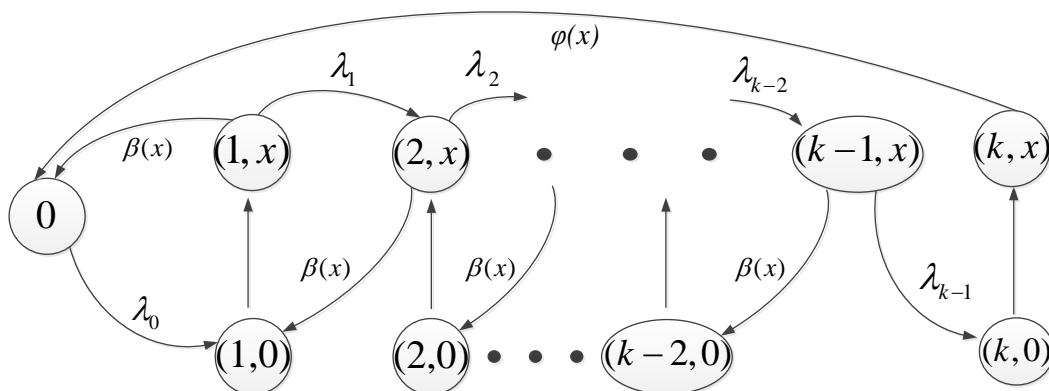 φ(x)
λ₁ λ₂ λₖ₋₂
β(x) (1, x) (2, x) • • • (k−1, x) (k, x)
0
β(x) β(x) β(x)
λ₀ λₖ₋₁
(1,0) (2,0) • • • (k−2,0) (k,0)